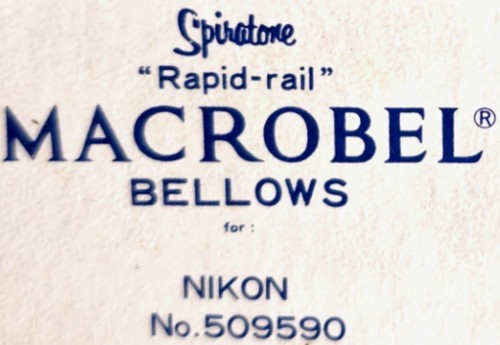 Spiratone
"Rapid-rail"
MACROBEL®
BELLOWS
for:
NIKON
No.509590